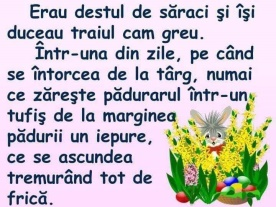 Erau destul de săraci şi îşi
duceau traiul cam greu.
Într-una din zile, pe când
se întorcea de la târg, numai
ce zăreşte pădurarul într-un
tufiş de la marginea
pădurii un iepure,
ce se ascundea
tremurând tot de
frică.